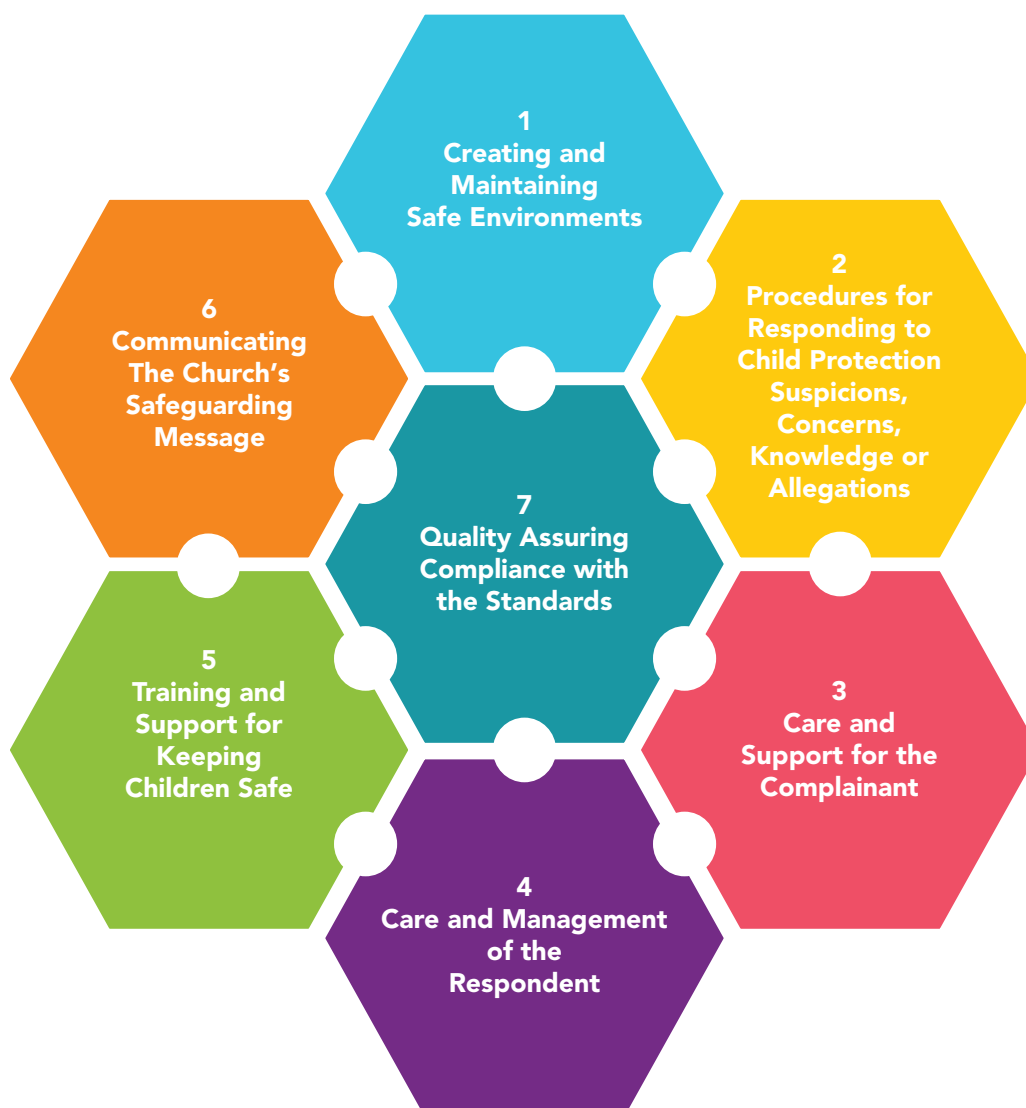 1
Creating and
Maintaining
Safe Environments
2
Procedures for
Responding to
Child Protection
Suspicions,
Concerns,
Knowledge or
Allegations
3
Care and
Support for the
Complainant
4
Care and Management
of the
Respondent
5
Training and
Support for
Keeping
Children Safe
6
Communicating
The Church’s
Safeguarding
Message
7
Quality Assuring
Compliance with
the Standards